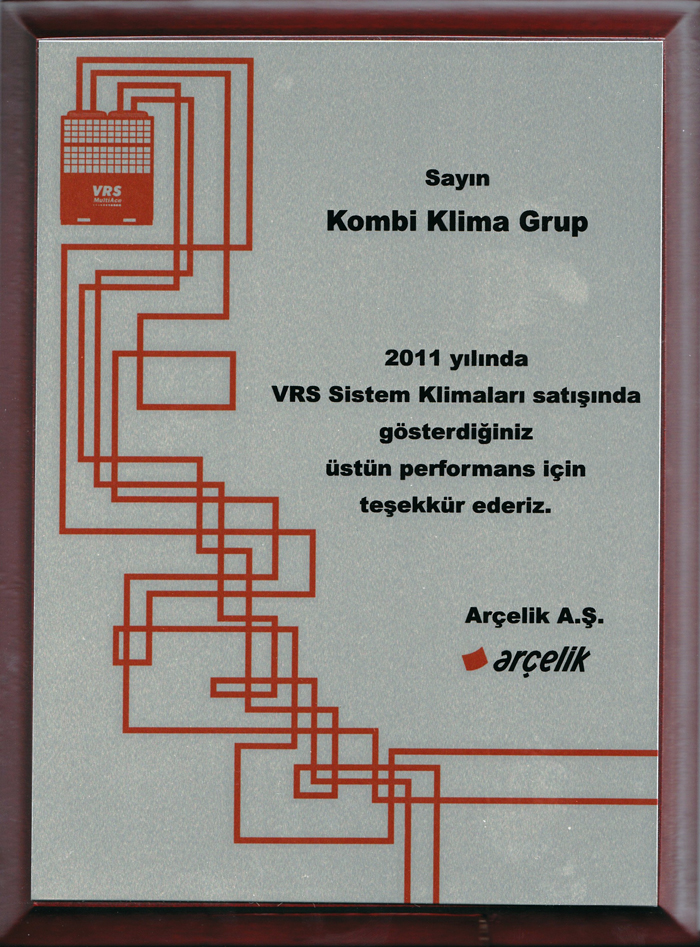 VRS
MultiAce
Sayın
Kombi Klima Grup
2011 yılında
VRS Sistem Klimaları satışında
gösterdiğiniz
üstün performans için
teşekkür ederiz.
Arçelik A.Ş.
arçelik